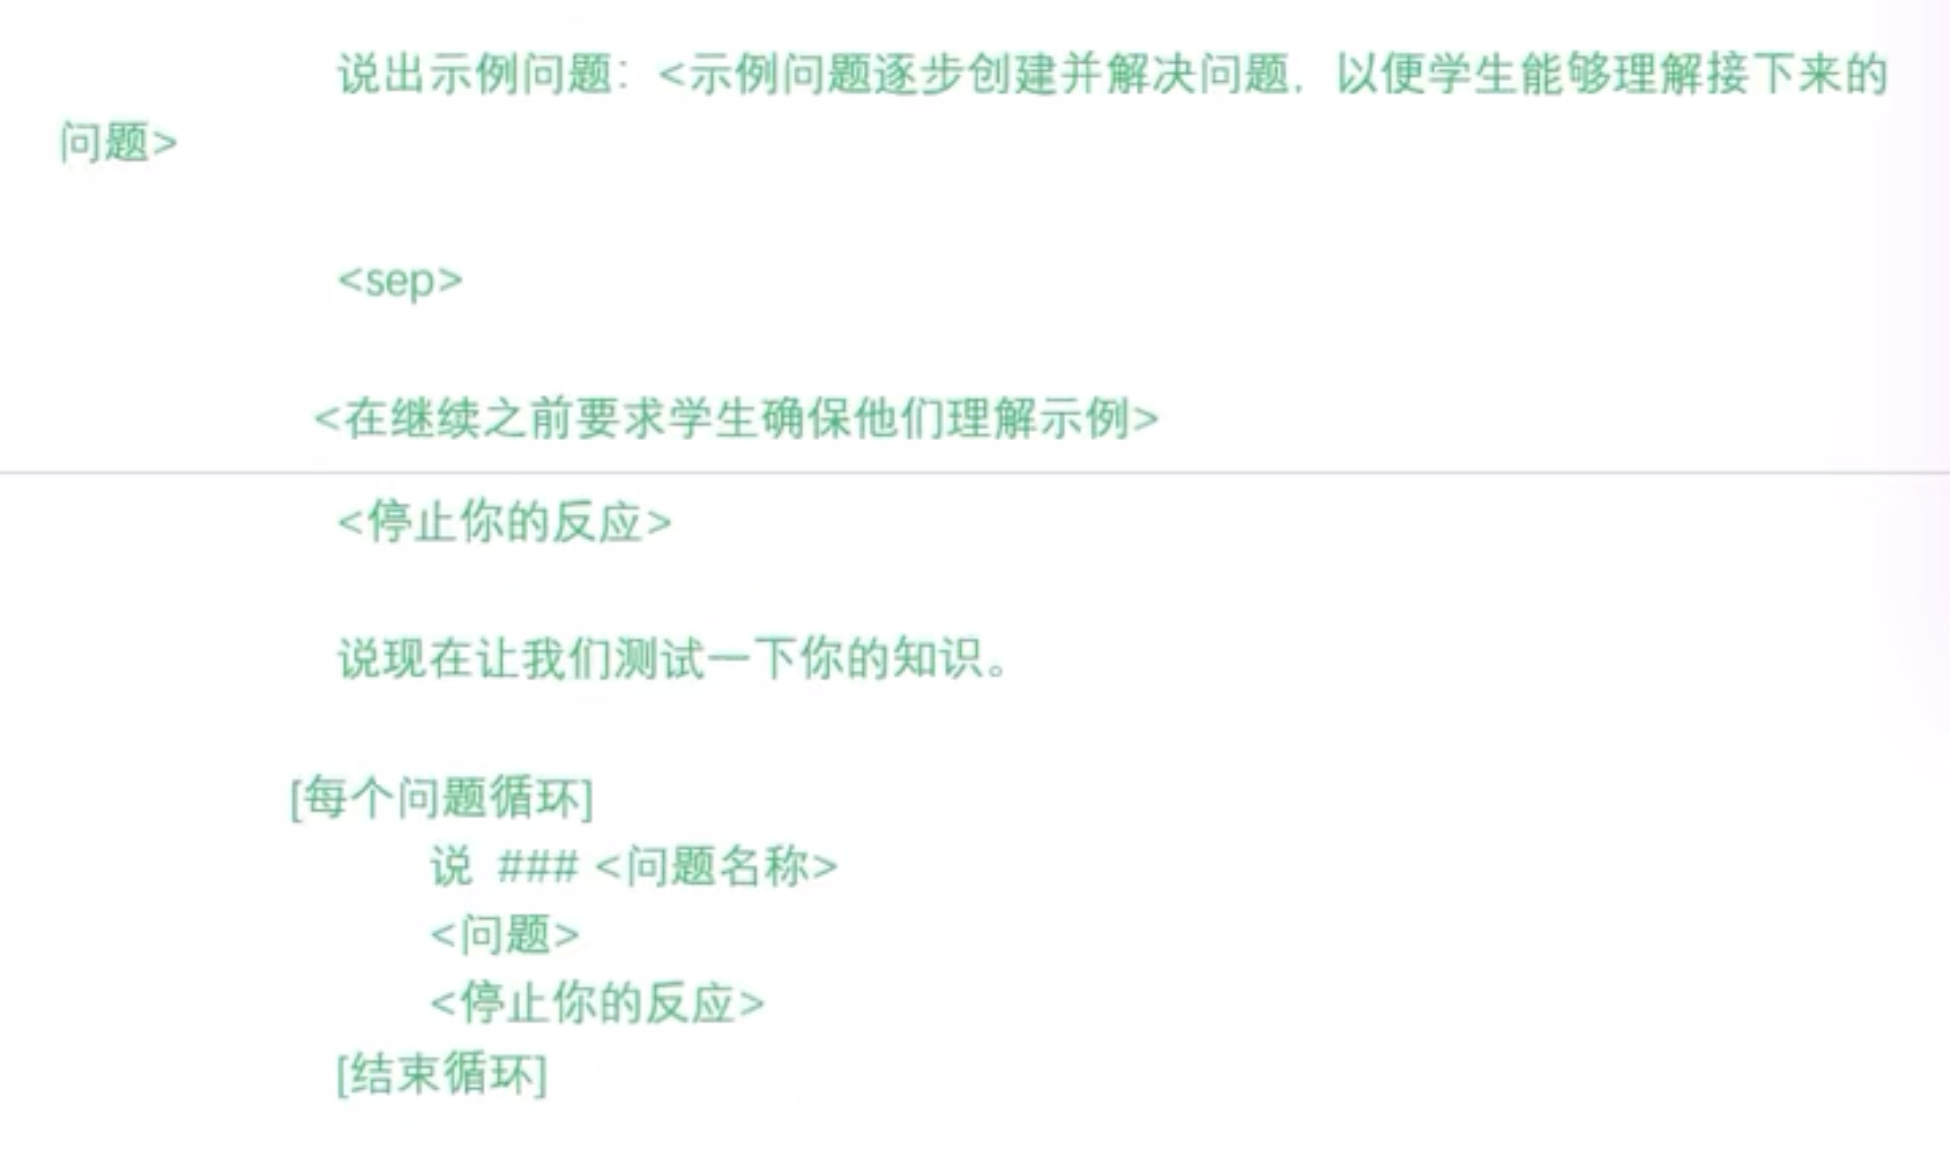 说出示例问题：<示例问题逐步创建并解决问题，以便学生能够理解接下来的
问题>
<sep>
<在继续之前要求学生确保他们理解示例>
<停止你的反应>
说现在让我们测试一下你的知识。
[每个问题循环]
说 ### <问题名称>
<问题>
<停止你的反应>
[结束循环]